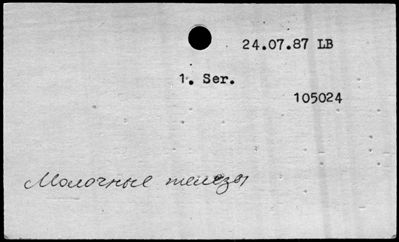 24.07.87 LB
1. Ser.
105024
Молочные железы